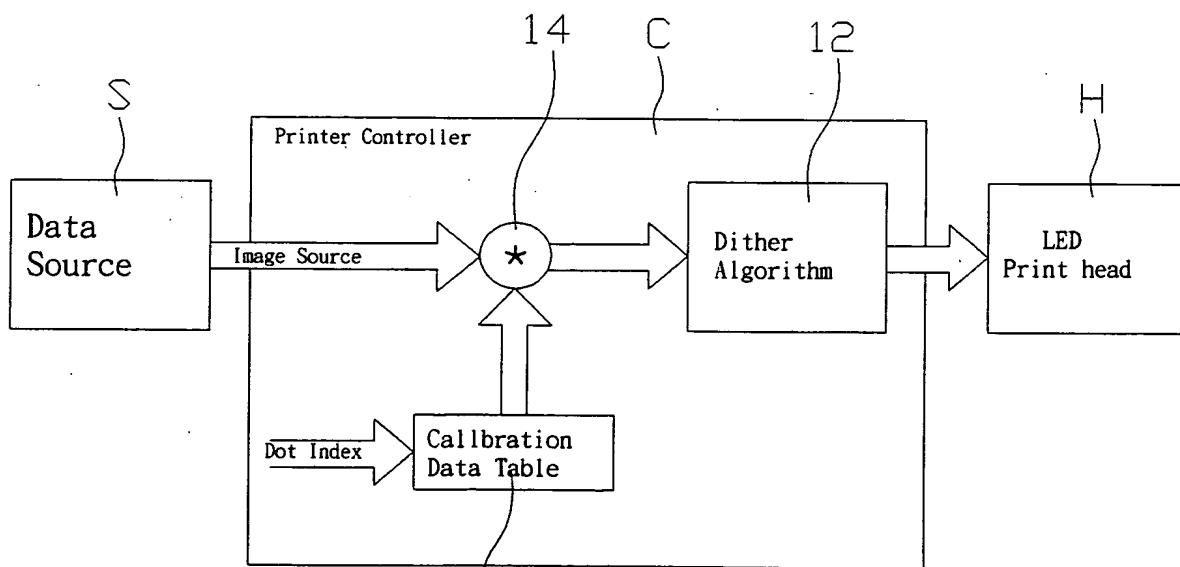 14
C
12
S
H
Printer Controller
Data
Source
Image Source
*
Dither
Algorithm
LED
Print head
Dot Index
Callbration
Data Table